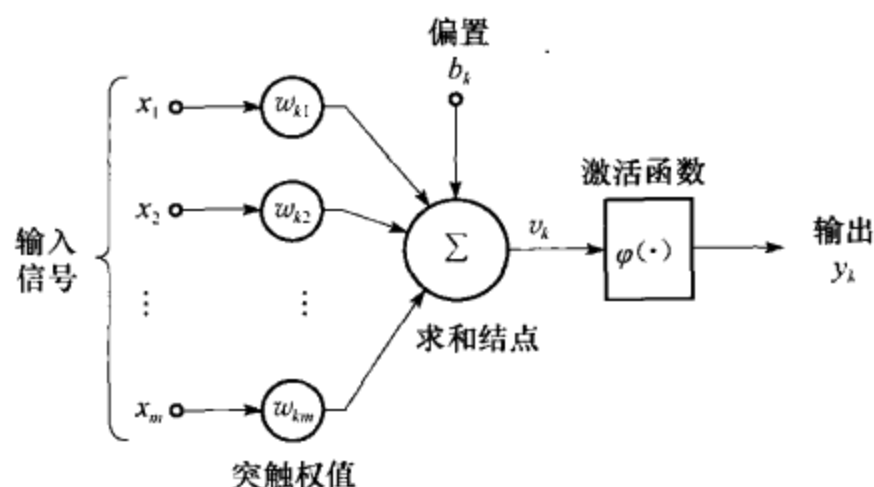 偏置
b_k
x_1
w_k1
激活函数
x_2
w_k2
Σ
v_k
φ(·)
输出
y_k
输入
信号
⋮
⋮
求和结点
x_m
w_km
突触权值